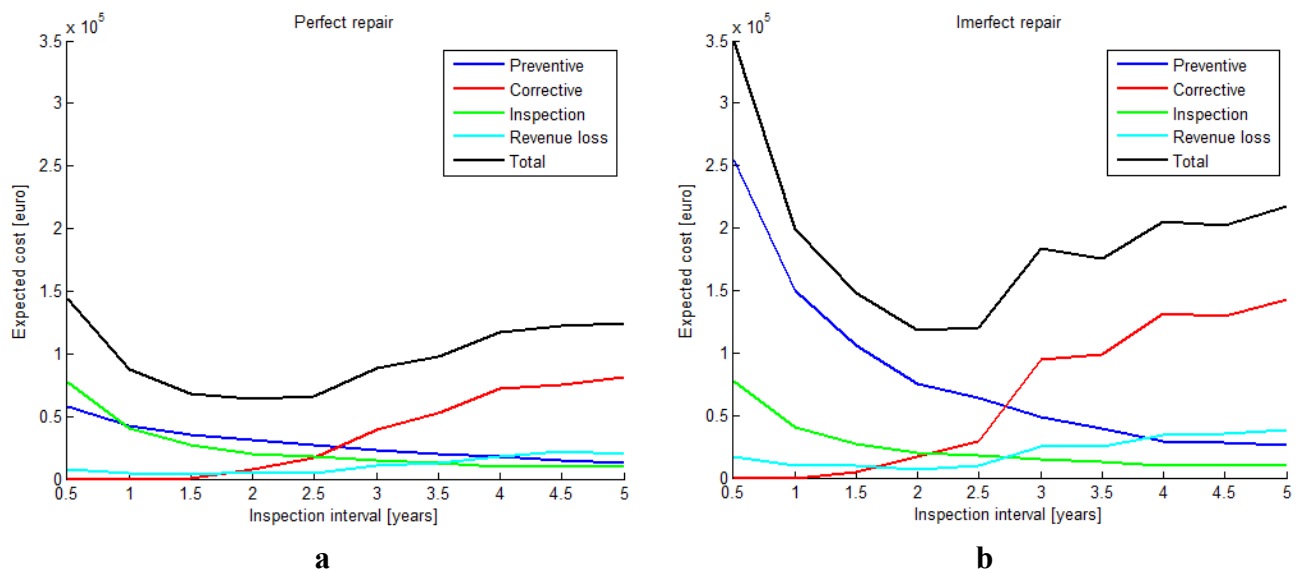 Perfect repair
x 10^5
3.5
3
2.5
2
1.5
1
0.5
0
Expected cost [euro]
Preventive
Corrective
Inspection
Revenue loss
Total
0.5 1 1.5 2 2.5 3 3.5 4 4.5 5
Inspection interval [years]
a
Imerfect repair
x 10^5
3.5
3
2.5
2
1.5
1
0.5
0
Expected cost [euro]
Preventive
Corrective
Inspection
Revenue loss
Total
0.5 1 1.5 2 2.5 3 3.5 4 4.5 5
Inspection interval [years]
b